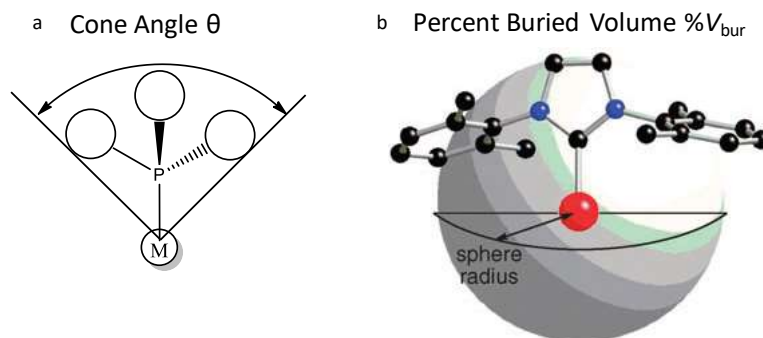 a Cone Angle θ
P
M
b Percent Buried Volume %Vbur
sphere
radius